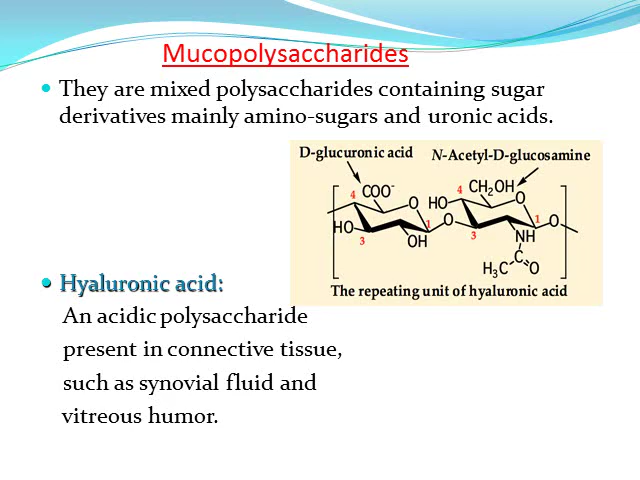 Mucopolysaccharides
They are mixed polysaccharides containing sugar
derivatives mainly amino-sugars and uronic acids.
D-glucuronic acid N-Acetyl-D-glucosamine
4 COO⁻ O 4 CH₂OH O
HO 3 OH 1 O HO 3 NH 1 O
C
H₃C O
The repeating unit of hyaluronic acid
Hyaluronic acid:
An acidic polysaccharide
present in connective tissue,
such as synovial fluid and
vitreous humor.